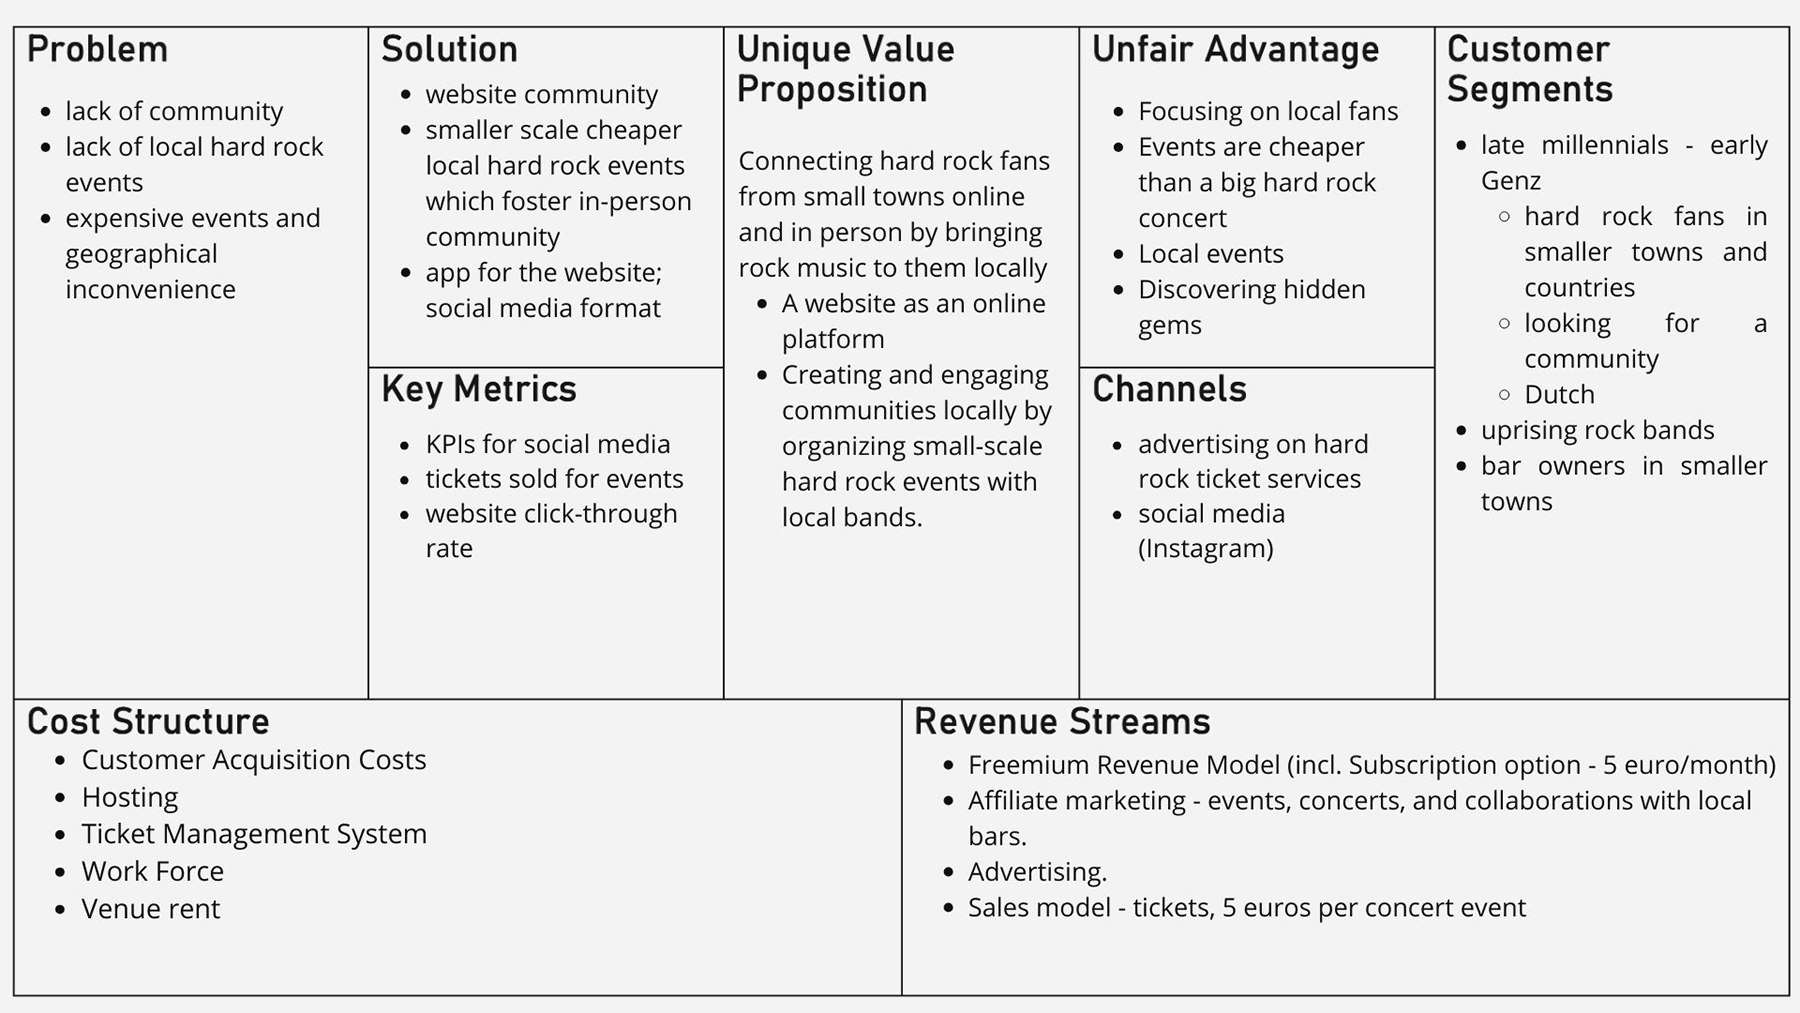 Problem
• lack of community
• lack of local hard rock
events
• expensive events and
geographical
inconvenience
Solution
• website community
• smaller scale cheaper
local hard rock events
which foster in-person
community
• app for the website;
social media format
Key Metrics
• KPIs for social media
• tickets sold for events
• website click-through
rate
Unique Value
Proposition
Connecting hard rock fans
from small towns online
and in person by bringing
rock music to them locally
• A website as an online
platform
• Creating and engaging
communities locally by
organizing small-scale
hard rock events with
local bands.
Unfair Advantage
• Focusing on local fans
• Events are cheaper
than a big hard rock
concert
• Local events
• Discovering hidden
gems
Channels
• advertising on hard
rock ticket services
• social media
(Instagram)
Customer
Segments
• late millennials - early
Genz
○ hard rock fans in
smaller towns and
countries
○ looking for a
community
○ Dutch
• uprising rock bands
• bar owners in smaller
towns
Cost Structure
• Customer Acquisition Costs
• Hosting
• Ticket Management System
• Work Force
• Venue rent
Revenue Streams
• Freemium Revenue Model (incl. Subscription option - 5 euro/month)
• Affiliate marketing - events, concerts, and collaborations with local
bars.
• Advertising.
• Sales model - tickets, 5 euros per concert event